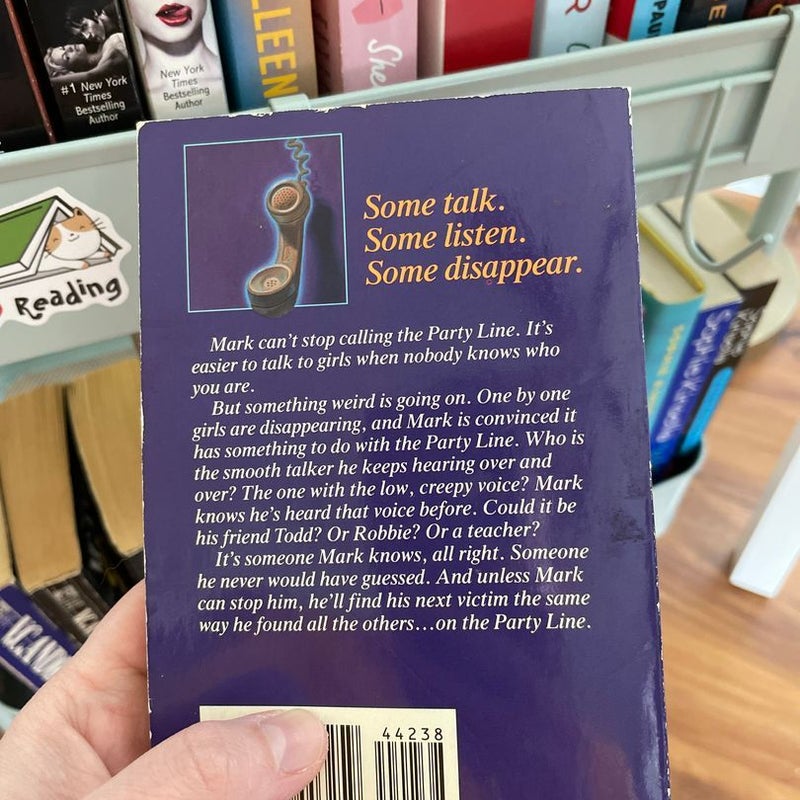 #1 New York
Times
Bestselling
Author
New York
Times
Bestselling
Author
LLEEN
She
R
PAU
Reading
Some talk.
Some listen.
Some disappear.
Mark can't stop calling the Party Line. It's
easier to talk to girls when nobody knows who
you are.
But something weird is going on. One by one
girls are disappearing, and Mark is convinced it
has something to do with the Party Line. Who is
the smooth talker he keeps hearing over and
over? The one with the low, creepy voice? Mark
knows he's heard that voice before. Could it be
his friend Todd? Or Robbie? Or a teacher?
It's someone Mark knows, all right. Someone
he never would have guessed. And unless Mark
can stop him, he'll find his next victim the same
way he found all the others...on the Party Line.
44238